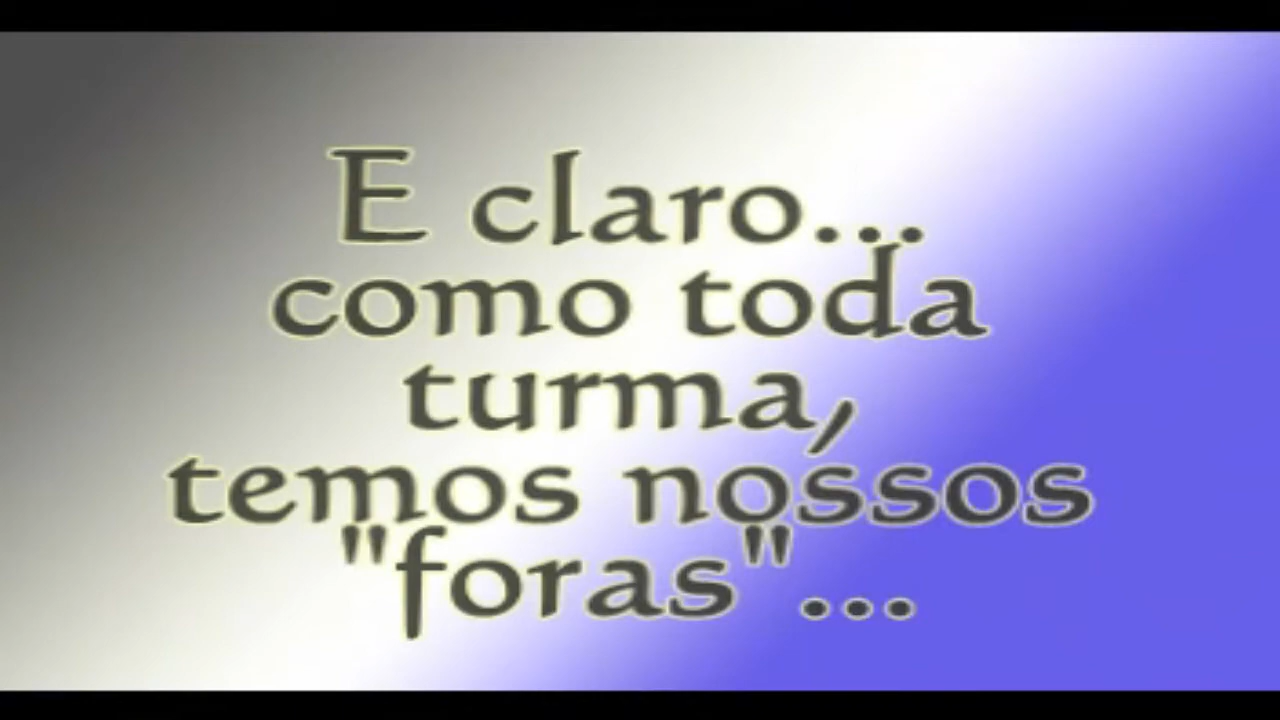 E claro...
como toda
turma,
temos nossos
"foras"...